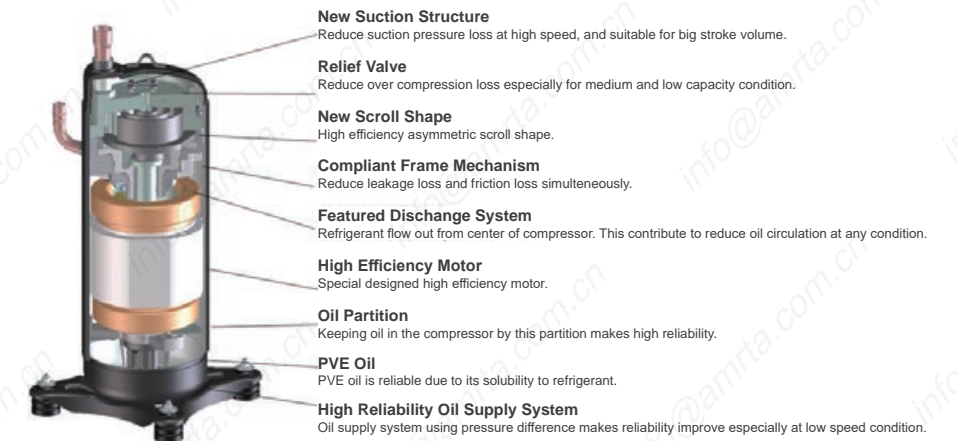 New Suction Structure
Reduce suction pressure loss at high speed, and suitable for big stroke volume.
Relief Valve
Reduce over compression loss especially for medium and low capacity condition.
New Scroll Shape
High efficiency asymmetric scroll shape.
Compliant Frame Mechanism
Reduce leakage loss and friction loss simulteneously.
Featured Dischange System
Refrigerant flow out from center of compressor. This contribute to reduce oil circulation at any condition.
High Efficiency Motor
Special designed high efficiency motor.
Oil Partition
Keeping oil in the compressor by this partition makes high reliability.
PVE Oil
PVE oil is reliable due to its solubility to refrigerant.
High Reliability Oil Supply System
Oil supply system using pressure difference makes reliability improve especially at low speed condition.
info@amrta.com.cn